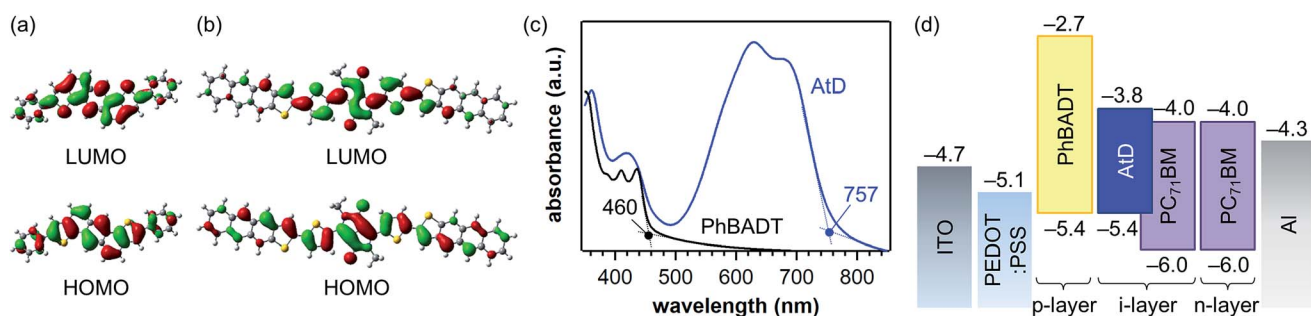 (a)
LUMO
HOMO
(b)
LUMO
HOMO
(c)
absorbance (a.u.)
AtD
PhBADT
460
757
400 500 600 700 800
wavelength (nm)
(d)
−4.7
ITO
−5.1
PEDOT
:PSS
−2.7
PhBADT
−5.4
−3.8
AtD
−5.4
−4.0
PC71BM
−6.0
−4.0
PC71BM
−6.0
−4.3
Al
p-layer i-layer n-layer